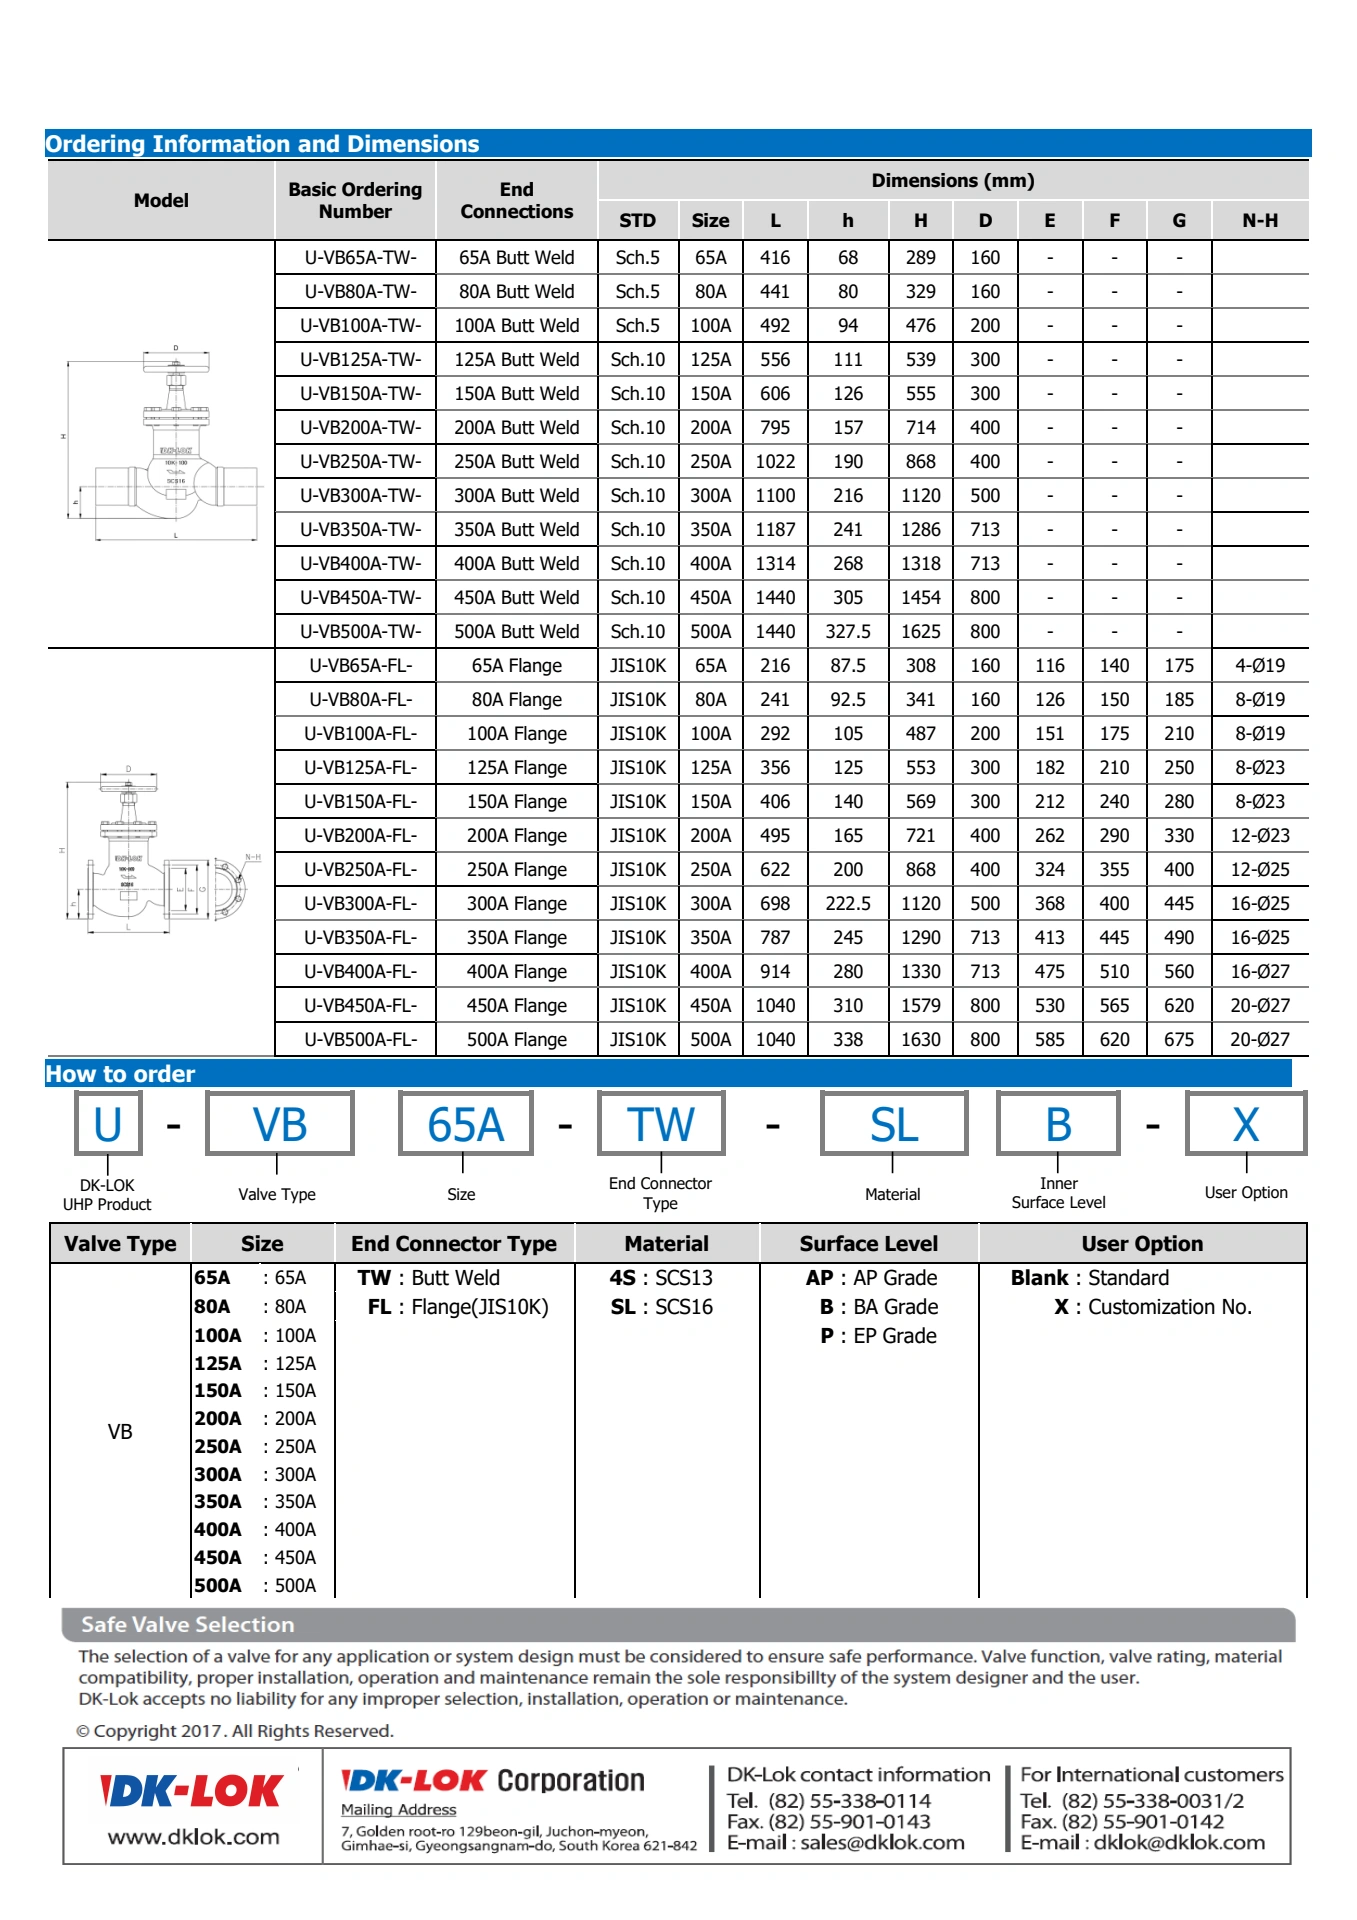 Ordering Information and Dimensions
Model Basic Ordering Number End Connections Dimensions (mm)
STD Size L h H D E F G N-H
U-VB65A-TW- 65A Butt Weld Sch.5 65A 416 68 289 160 - - -
U-VB80A-TW- 80A Butt Weld Sch.5 80A 441 80 329 160 - - -
U-VB100A-TW- 100A Butt Weld Sch.5 100A 492 94 476 200 - - -
U-VB125A-TW- 125A Butt Weld Sch.10 125A 556 111 539 300 - - -
U-VB150A-TW- 150A Butt Weld Sch.10 150A 606 126 555 300 - - -
U-VB200A-TW- 200A Butt Weld Sch.10 200A 795 157 714 400 - - -
U-VB250A-TW- 250A Butt Weld Sch.10 250A 1022 190 868 400 - - -
U-VB300A-TW- 300A Butt Weld Sch.10 300A 1100 216 1120 500 - - -
U-VB350A-TW- 350A Butt Weld Sch.10 350A 1187 241 1286 713 - - -
U-VB400A-TW- 400A Butt Weld Sch.10 400A 1314 268 1318 713 - - -
U-VB450A-TW- 450A Butt Weld Sch.10 450A 1440 305 1454 800 - - -
U-VB500A-TW- 500A Butt Weld Sch.10 500A 1440 327.5 1625 800 - - -
D
H
DK-LOK
SCS16
h
L
U-VB65A-FL- 65A Flange JIS10K 65A 216 87.5 308 160 116 140 175 4-Ø19
U-VB80A-FL- 80A Flange JIS10K 80A 241 92.5 341 160 126 150 185 8-Ø19
U-VB100A-FL- 100A Flange JIS10K 100A 292 105 487 200 151 175 210 8-Ø19
U-VB125A-FL- 125A Flange JIS10K 125A 356 125 553 300 182 210 250 8-Ø23
U-VB150A-FL- 150A Flange JIS10K 150A 406 140 569 300 212 240 280 8-Ø23
U-VB200A-FL- 200A Flange JIS10K 200A 495 165 721 400 262 290 330 12-Ø23
U-VB250A-FL- 250A Flange JIS10K 250A 622 200 868 400 324 355 400 12-Ø25
U-VB300A-FL- 300A Flange JIS10K 300A 698 222.5 1120 500 368 400 445 16-Ø25
U-VB350A-FL- 350A Flange JIS10K 350A 787 245 1290 713 413 445 490 16-Ø25
U-VB400A-FL- 400A Flange JIS10K 400A 914 280 1330 713 475 510 560 16-Ø27
U-VB450A-FL- 450A Flange JIS10K 450A 1040 310 1579 800 530 565 620 20-Ø27
U-VB500A-FL- 500A Flange JIS10K 500A 1040 338 1630 800 585 620 675 20-Ø27
D
H
DK-LOK
SCS16
N-H
h
E F G
L
How to order
U - VB 65A - TW - SL B - X
DK-LOK UHP Product
Valve Type
Size
End Connector Type
Material
Inner Surface Level
User Option
Valve Type Size End Connector Type Material Surface Level User Option
65A : 65A TW : Butt Weld 4S : SCS13 AP : AP Grade Blank : Standard
80A : 80A FL : Flange(JIS10K) SL : SCS16 B : BA Grade X : Customization No.
100A : 100A P : EP Grade
125A : 125A
150A : 150A
200A : 200A
VB
250A : 250A
300A : 300A
350A : 350A
400A : 400A
450A : 450A
500A : 500A
Safe Valve Selection
The selection of a valve for any application or system design must be considered to ensure safe performance. Valve function, valve rating, material
compatibility, proper installation, operation and maintenance remain the sole responsibillty of the system designer and the user.
DK-Lok accepts no liability for any improper selection, installation, operation or maintenance.
© Copyright 2017. All Rights Reserved.
DK-LOK
www.dklok.com
DK-LOK Corporation
Mailing Address
7, Golden root-ro 129beon-gil, Juchon-myeon,
Gimhae-si, Gyeongsangnam-do, South Korea 621-842
DK-Lok contact information
Tel. (82) 55-338-0114
Fax. (82) 55-901-0143
E-mail : sales@dklok.com
For International customers
Tel. (82) 55-338-0031/2
Fax. (82) 55-901-0142
E-mail : dklok@dklok.com